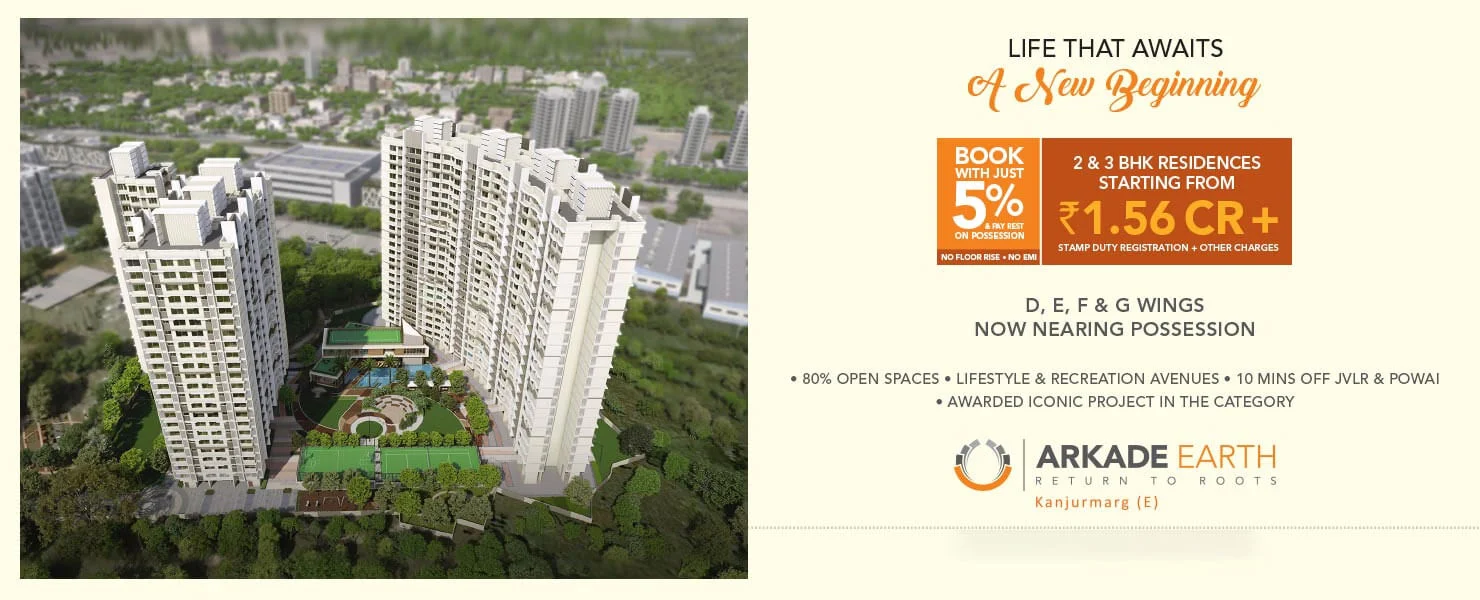 LIFE THAT AWAITS
A New Beginning
BOOK
WITH JUST
5%
& PAY REST
ON POSSESSION
NO FLOOR RISE • NO EMI
2 & 3 BHK RESIDENCES
STARTING FROM
₹1.56 CR +
STAMP DUTY REGISTRATION + OTHER CHARGES
D, E, F & G WINGS
NOW NEARING POSSESSION
• 80% OPEN SPACES • LIFESTYLE & RECREATION AVENUES • 10 MINS OFF JVLR & POWAI
• AWARDED ICONIC PROJECT IN THE CATEGORY
ARKADE EARTH
RETURN TO ROOTS
Kanjurmarg (E)